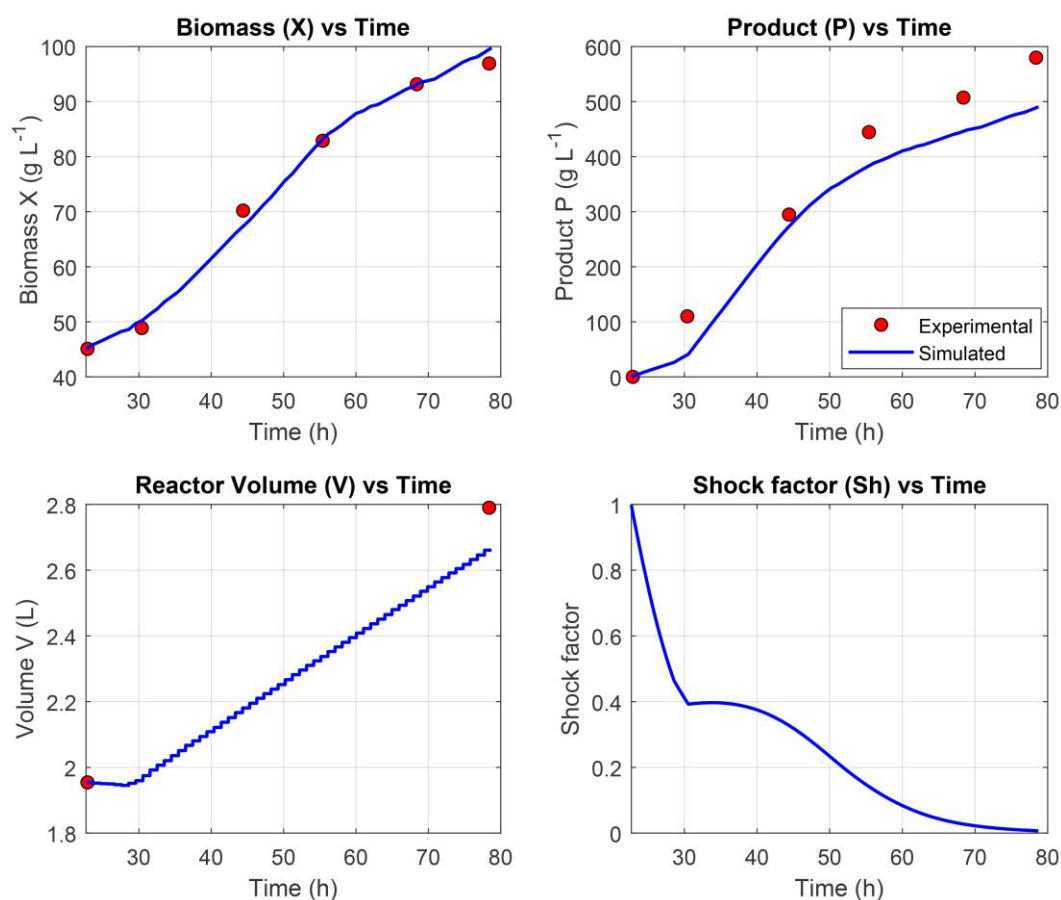 Biomass (X) vs Time
Biomass X (g L⁻¹)
100
90
80
70
60
50
40
30 40 50 60 70 80
Time (h)
Product (P) vs Time
Product P (g L⁻¹)
600
500
400
300
200
100
0
30 40 50 60 70 80
Time (h)
Experimental
Simulated
Reactor Volume (V) vs Time
Volume V (L)
2.8
2.6
2.4
2.2
2
1.8
30 40 50 60 70 80
Time (h)
Shock factor (Sh) vs Time
Shock factor
1
0.8
0.6
0.4
0.2
0
30 40 50 60 70 80
Time (h)